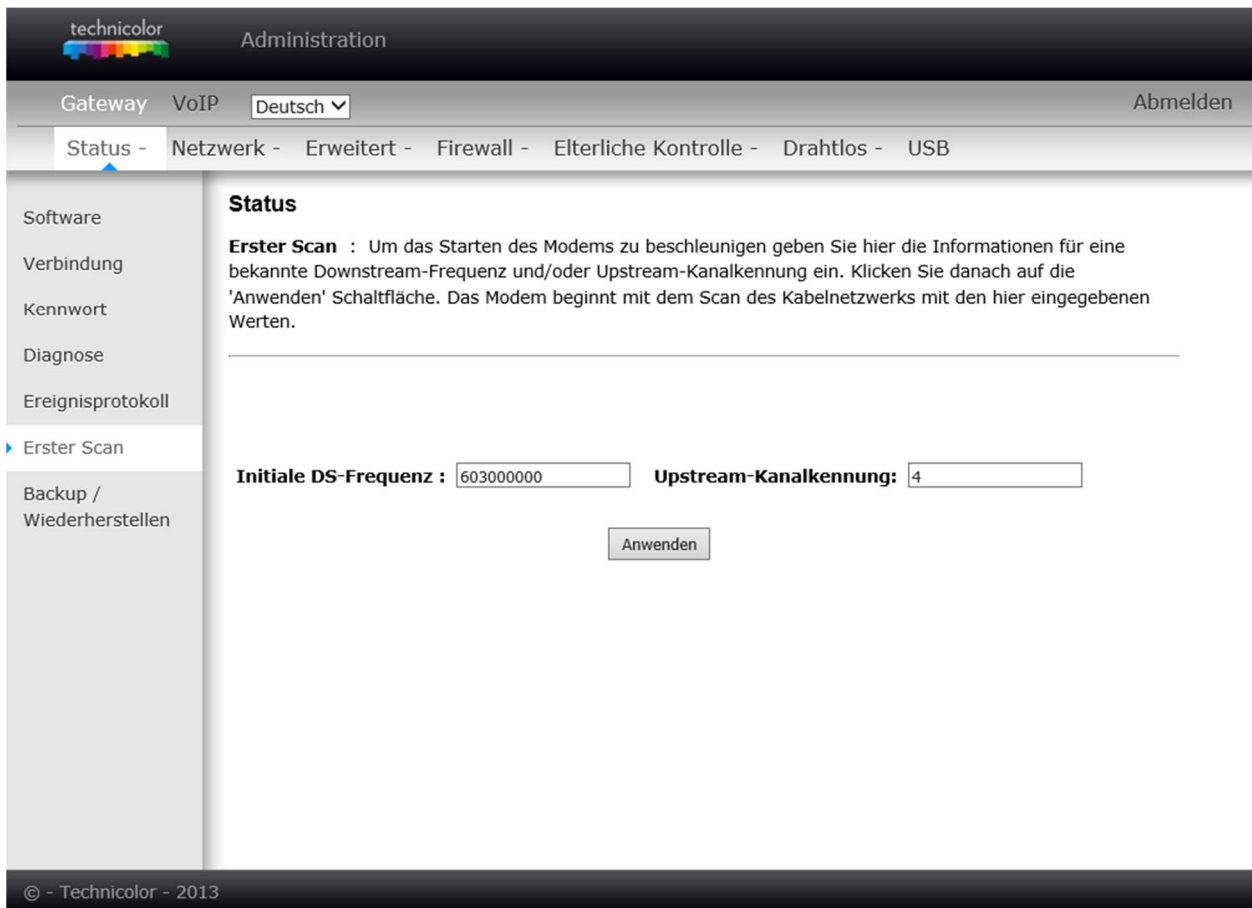 technicolor
Administration
Gateway VoIP Deutsch Abmelden
Status - Netzwerk - Erweitert - Firewall - Elterliche Kontrolle - Drahtlos - USB
Software
Verbindung
Kennwort
Diagnose
Ereignisprotokoll
Erster Scan
Backup /
Wiederherstellen
Status
Erster Scan : Um das Starten des Modems zu beschleunigen geben Sie hier die Informationen für eine
bekannte Downstream-Frequenz und/oder Upstream-Kanalkennung ein. Klicken Sie danach auf die
'Anwenden' Schaltfläche. Das Modem beginnt mit dem Scan des Kabelnetzwerks mit den hier eingegebenen
Werten.
Initiale DS-Frequenz : 603000000 Upstream-Kanalkennung: 4
Anwenden
© - Technicolor - 2013